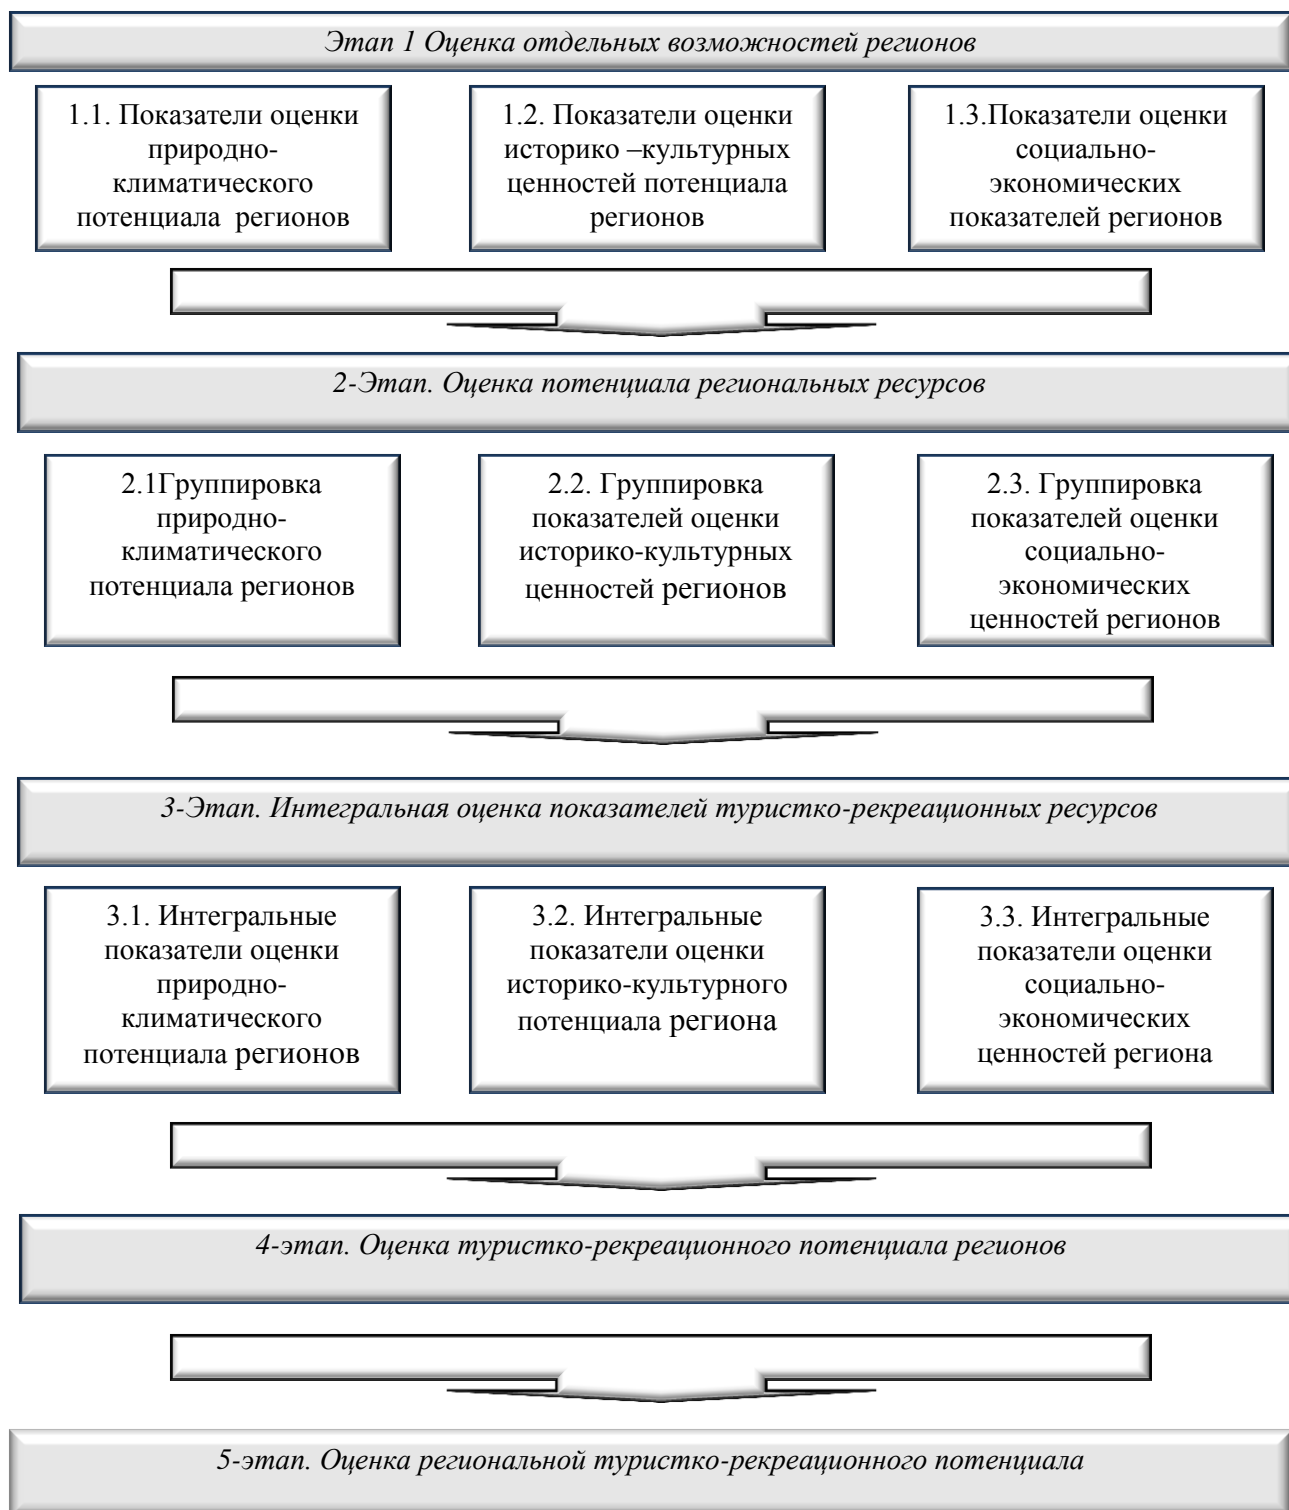 Этап 1 Оценка отдельных возможностей регионов
1.1. Показатели оценки
природно-
климатического
потенциала регионов
1.2. Показатели оценки
историко –культурных
ценностей потенциала
регионов
1.3.Показатели оценки
социально-
экономических
показателей регионов
2-Этап. Оценка потенциала региональных ресурсов
2.1Группировка
природно-
климатического
потенциала регионов
2.2. Группировка
показателей оценки
историко-культурных
ценностей регионов
2.3. Группировка
показателей оценки
социально-
экономических
ценностей регионов
3-Этап. Интегральная оценка показателей туристко-рекреационных ресурсов
3.1. Интегральные
показатели оценки
природно-
климатического
потенциала регионов
3.2. Интегральные
показатели оценки
историко-культурного
потенциала региона
3.3. Интегральные
показатели оценки
социально-
экономических
ценностей региона
4-этап. Оценка туристко-рекреационного потенциала регионов
5-этап. Оценка региональной туристко-рекреационного потенциала